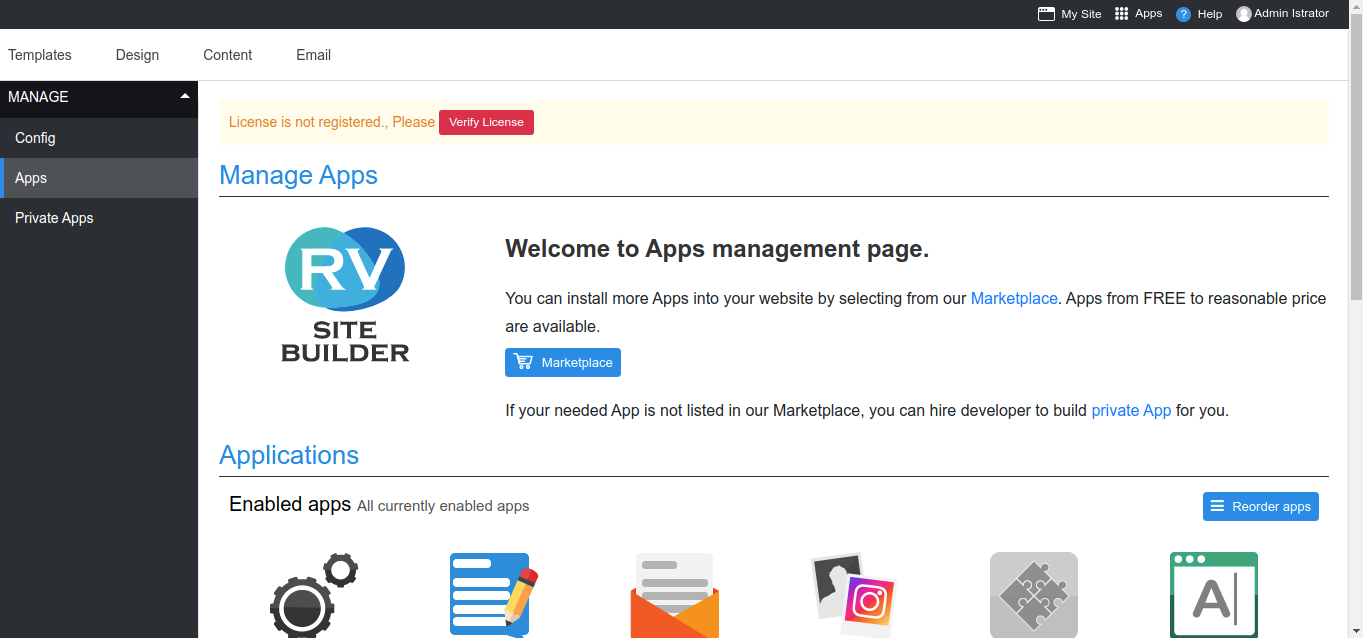 My Site Apps ? Help Admin Istrator
Templates Design Content Email
MANAGE
Config
Apps
Private Apps
License is not registered., Please Verify License
Manage Apps
RV
SITE
BUILDER
Welcome to Apps management page.
You can install more Apps into your website by selecting from our Marketplace. Apps from FREE to reasonable price
are available.
Marketplace
If your needed App is not listed in our Marketplace, you can hire developer to build private App for you.
Applications
Enabled apps All currently enabled apps
Reorder apps
A